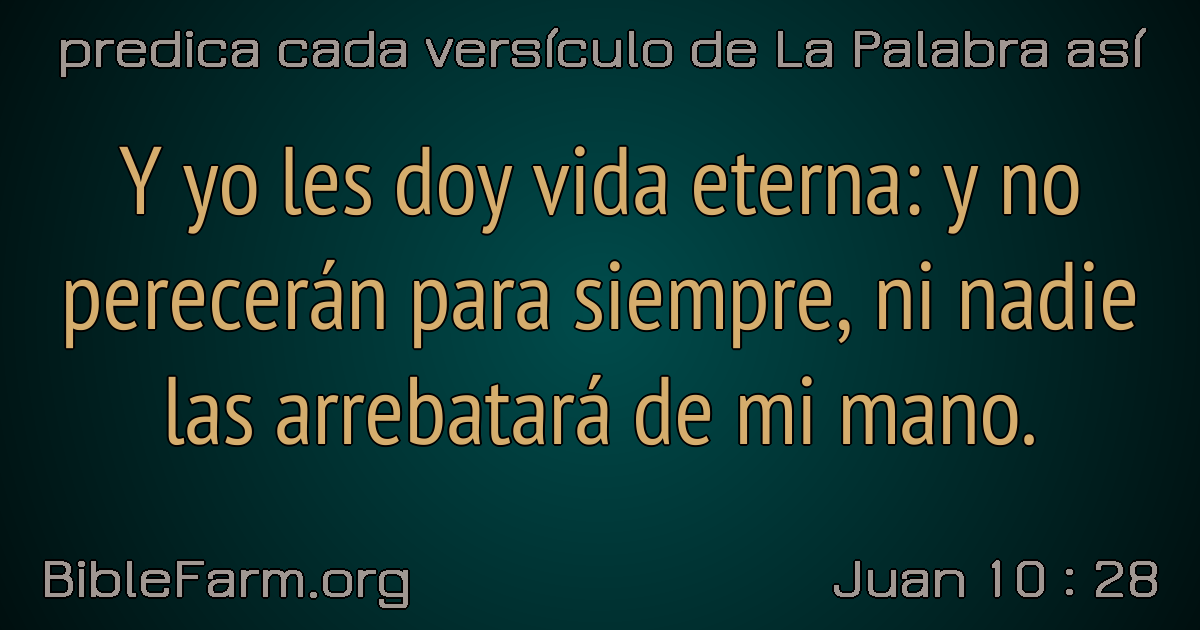 predica cada versículo de La Palabra así
Y yo les doy vida eterna: y no
perecerán para siempre, ni nadie
las arrebatará de mi mano.
BibleFarm.org
Juan 10 : 28